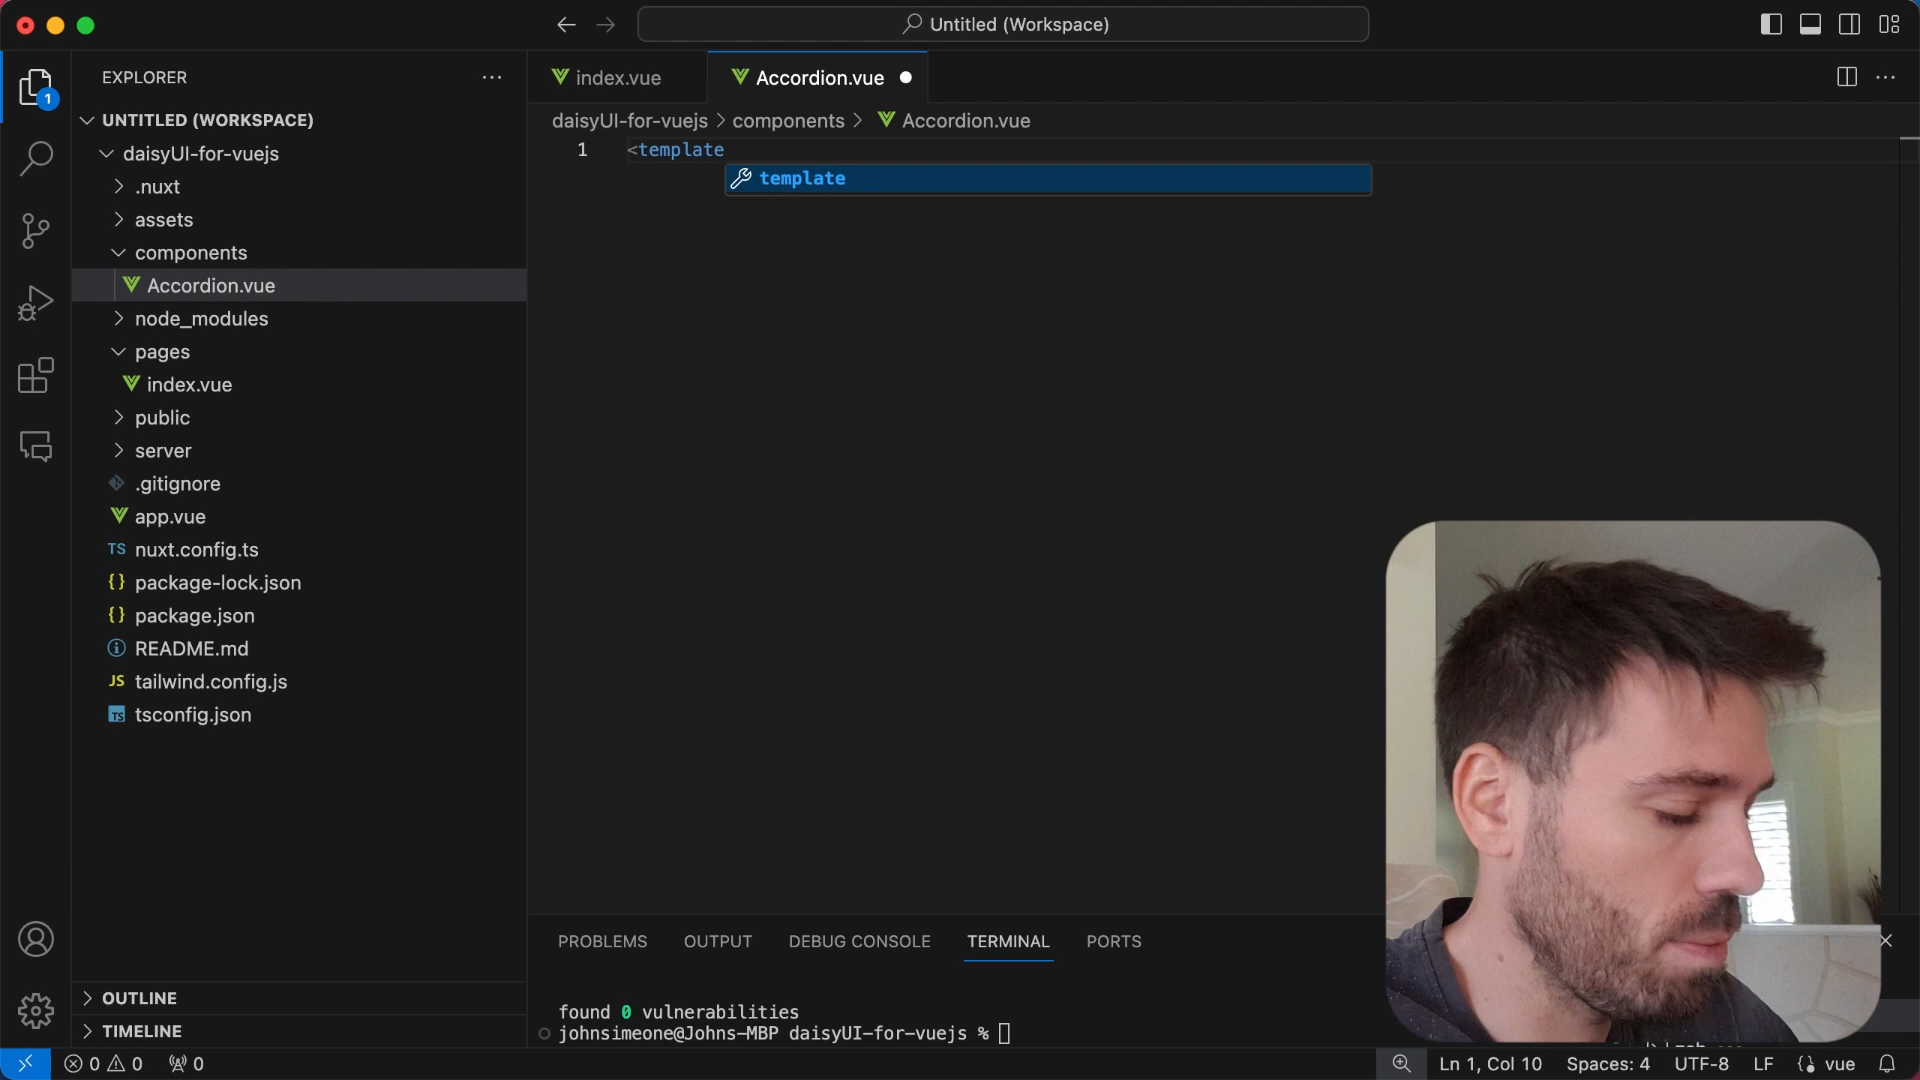 Untitled (Workspace)
EXPLORER
1
UNTITLED (WORKSPACE)
daisyUI-for-vuejs
.nuxt
assets
components
Accordion.vue
node_modules
pages
index.vue
public
server
.gitignore
app.vue
TS nuxt.config.ts
{} package-lock.json
{} package.json
README.md
JS tailwind.config.js
TS tsconfig.json
OUTLINE
TIMELINE
index.vue
Accordion.vue
daisyUI-for-vuejs > components > Accordion.vue
1 <template
template
PROBLEMS OUTPUT DEBUG CONSOLE TERMINAL PORTS
found 0 vulnerabilities
johnsimeone@Johns-MBP daisyUI-for-vuejs %
0 0 0
Ln 1, Col 10 Spaces: 4 UTF-8 LF vue